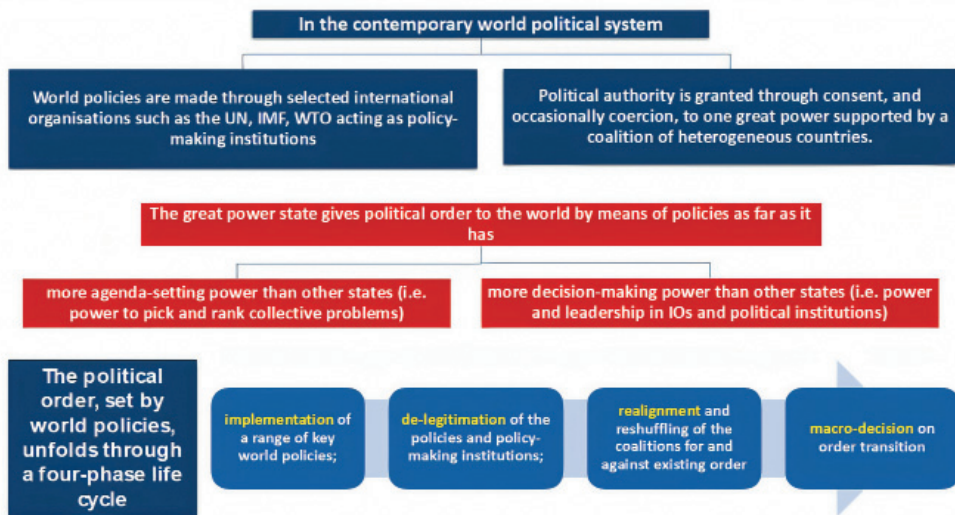 In the contemporary world political system
World policies are made through selected international
organisations such as the UN, IMF, WTO acting as policy-
making institutions
Political authority is granted through consent, and
occasionally coercion, to one great power supported by a
coalition of heterogeneous countries.
The great power state gives political order to the world by means of policies as far as it
has
more agenda-setting power than other states (i.e.
power to pick and rank collective problems)
more decision-making power than other states (i.e. power
and leadership in IOs and political institutions)
The political
order, set by
world policies,
unfolds through
a four-phase life
cycle
implementation of
a range of key
world policies;
de-legitimation of the
policies and policy-
making institutions;
realignment and
reshuffling of the
coalitions for and
against existing order
macro-decision on
order transition